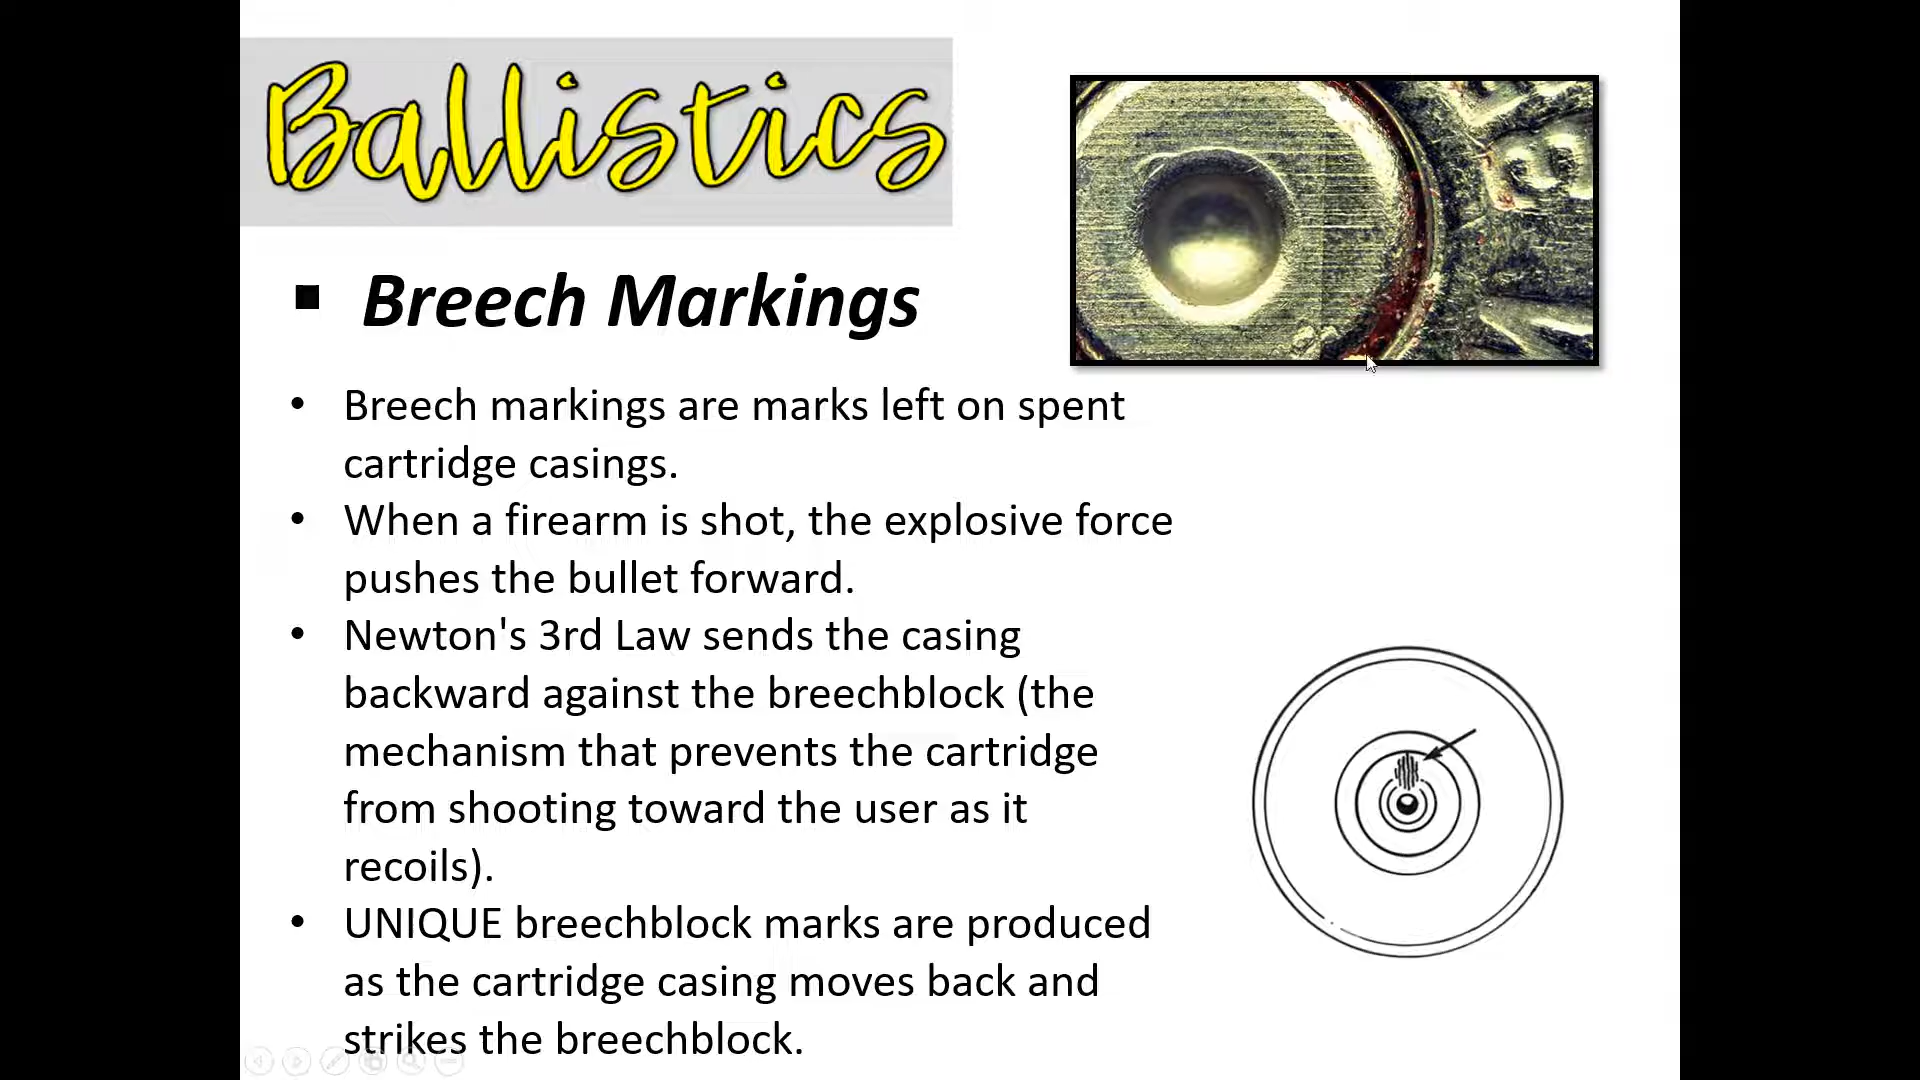 Ballistics
▪ Breech Markings
• Breech markings are marks left on spent
cartridge casings.
• When a firearm is shot, the explosive force
pushes the bullet forward.
• Newton's 3rd Law sends the casing
backward against the breechblock (the
mechanism that prevents the cartridge
from shooting toward the user as it
recoils).
• UNIQUE breechblock marks are produced
as the cartridge casing moves back and
strikes the breechblock.